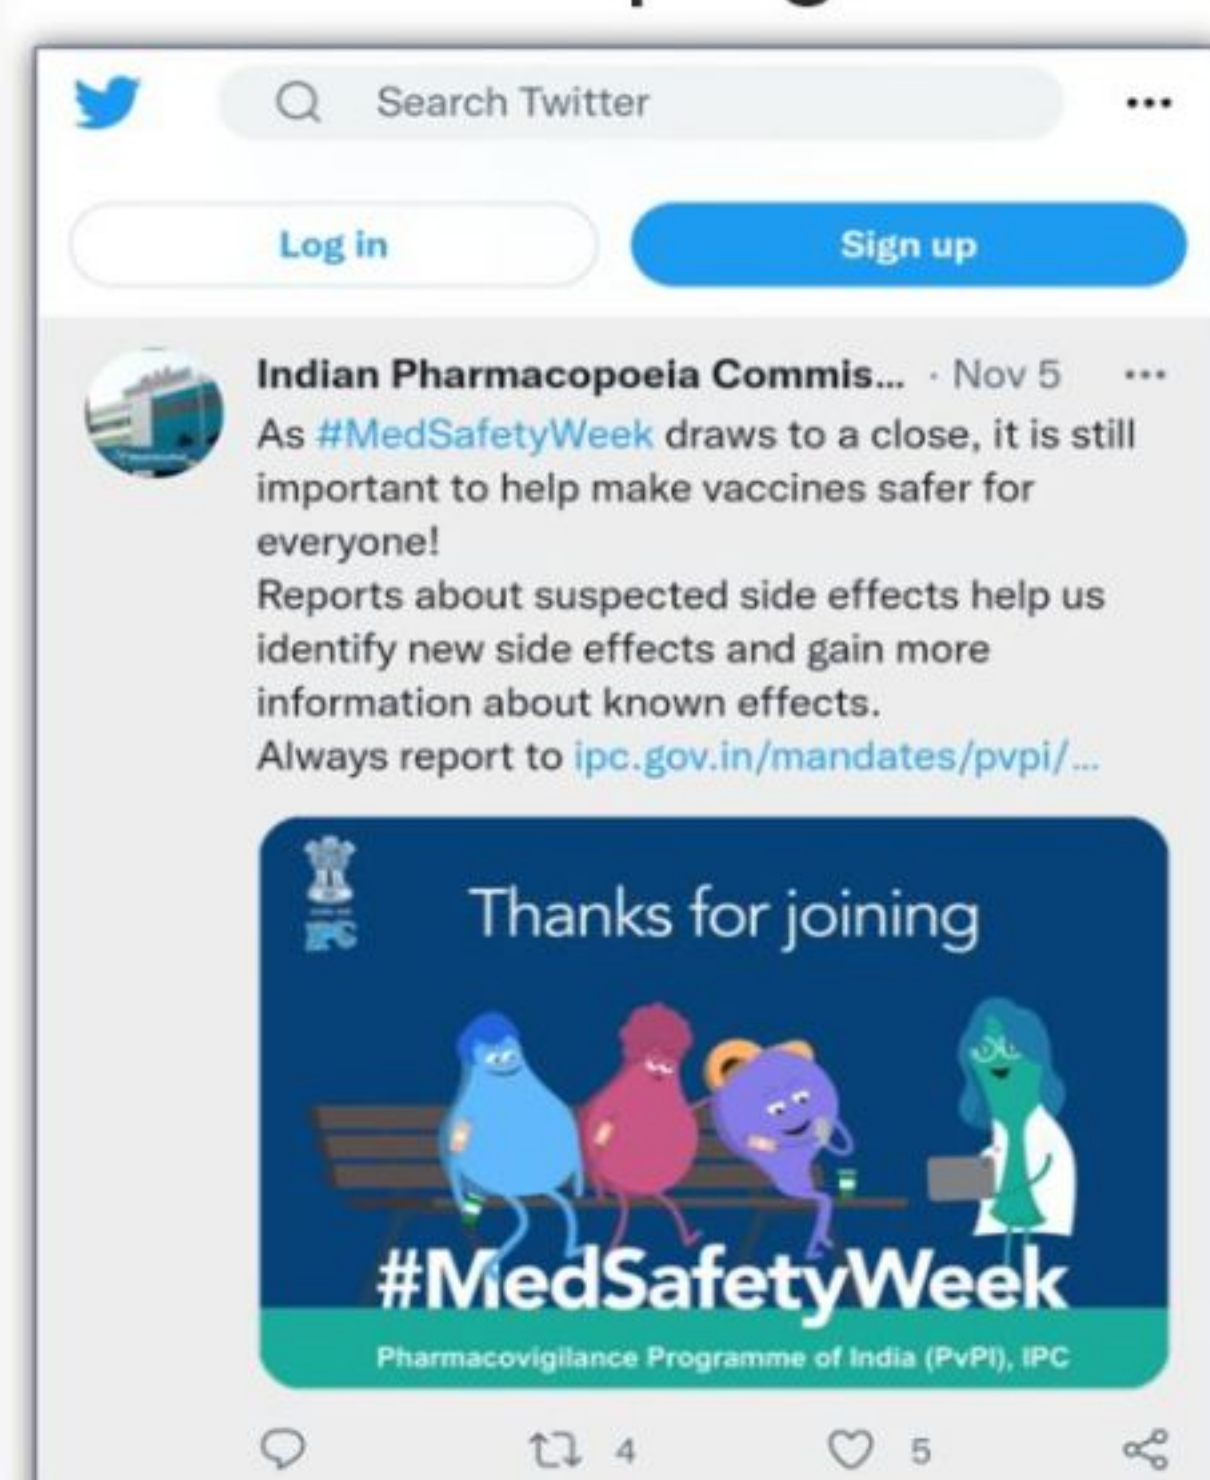 Search Twitter
Log in
Sign up
Indian Pharmacopoeia Commis... · Nov 5
As #MedSafetyWeek draws to a close, it is still
important to help make vaccines safer for
everyone!
Reports about suspected side effects help us
identify new side effects and gain more
information about known effects.
Always report to ipc.gov.in/mandates/pvpi/...
IPC
Thanks for joining
#MedSafetyWeek
Pharmacovigilance Programme of India (PvPI), IPC
4
5